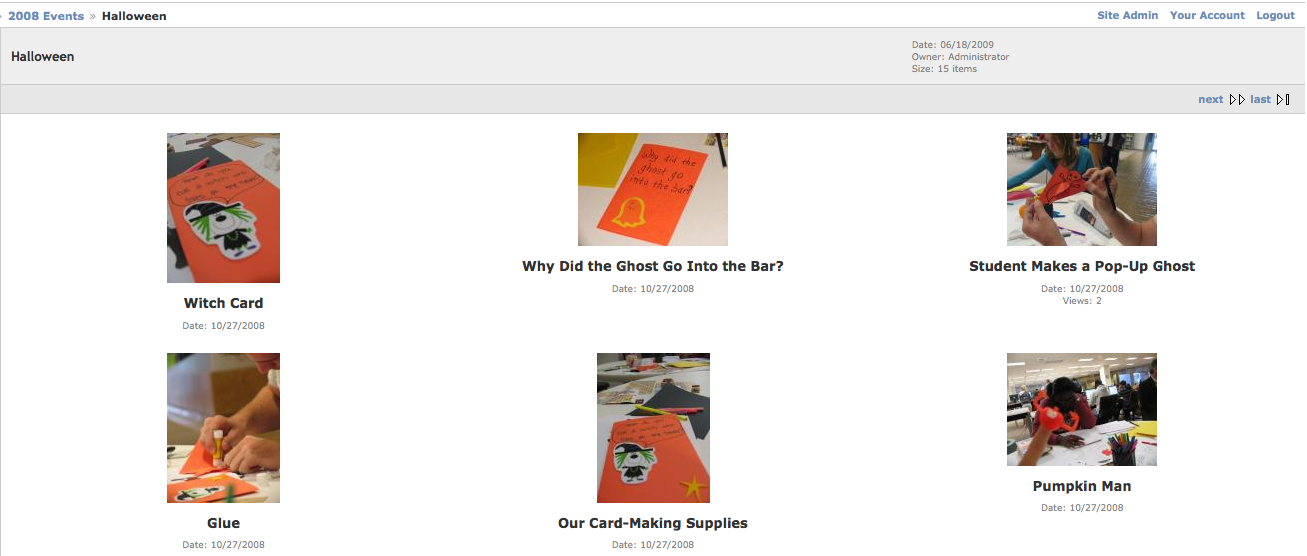 2008 Events » Halloween
Site Admin Your Account Logout
Halloween
Date: 06/18/2009
Owner: Administrator
Size: 15 items
next last
Why did the
ghost go
into the bar?
Witch Card
Date: 10/27/2008
Why Did the Ghost Go Into the Bar?
Date: 10/27/2008
Student Makes a Pop-Up Ghost
Date: 10/27/2008
Views: 2
Glue
Date: 10/27/2008
Our Card-Making Supplies
Date: 10/27/2008
Pumpkin Man
Date: 10/27/2008